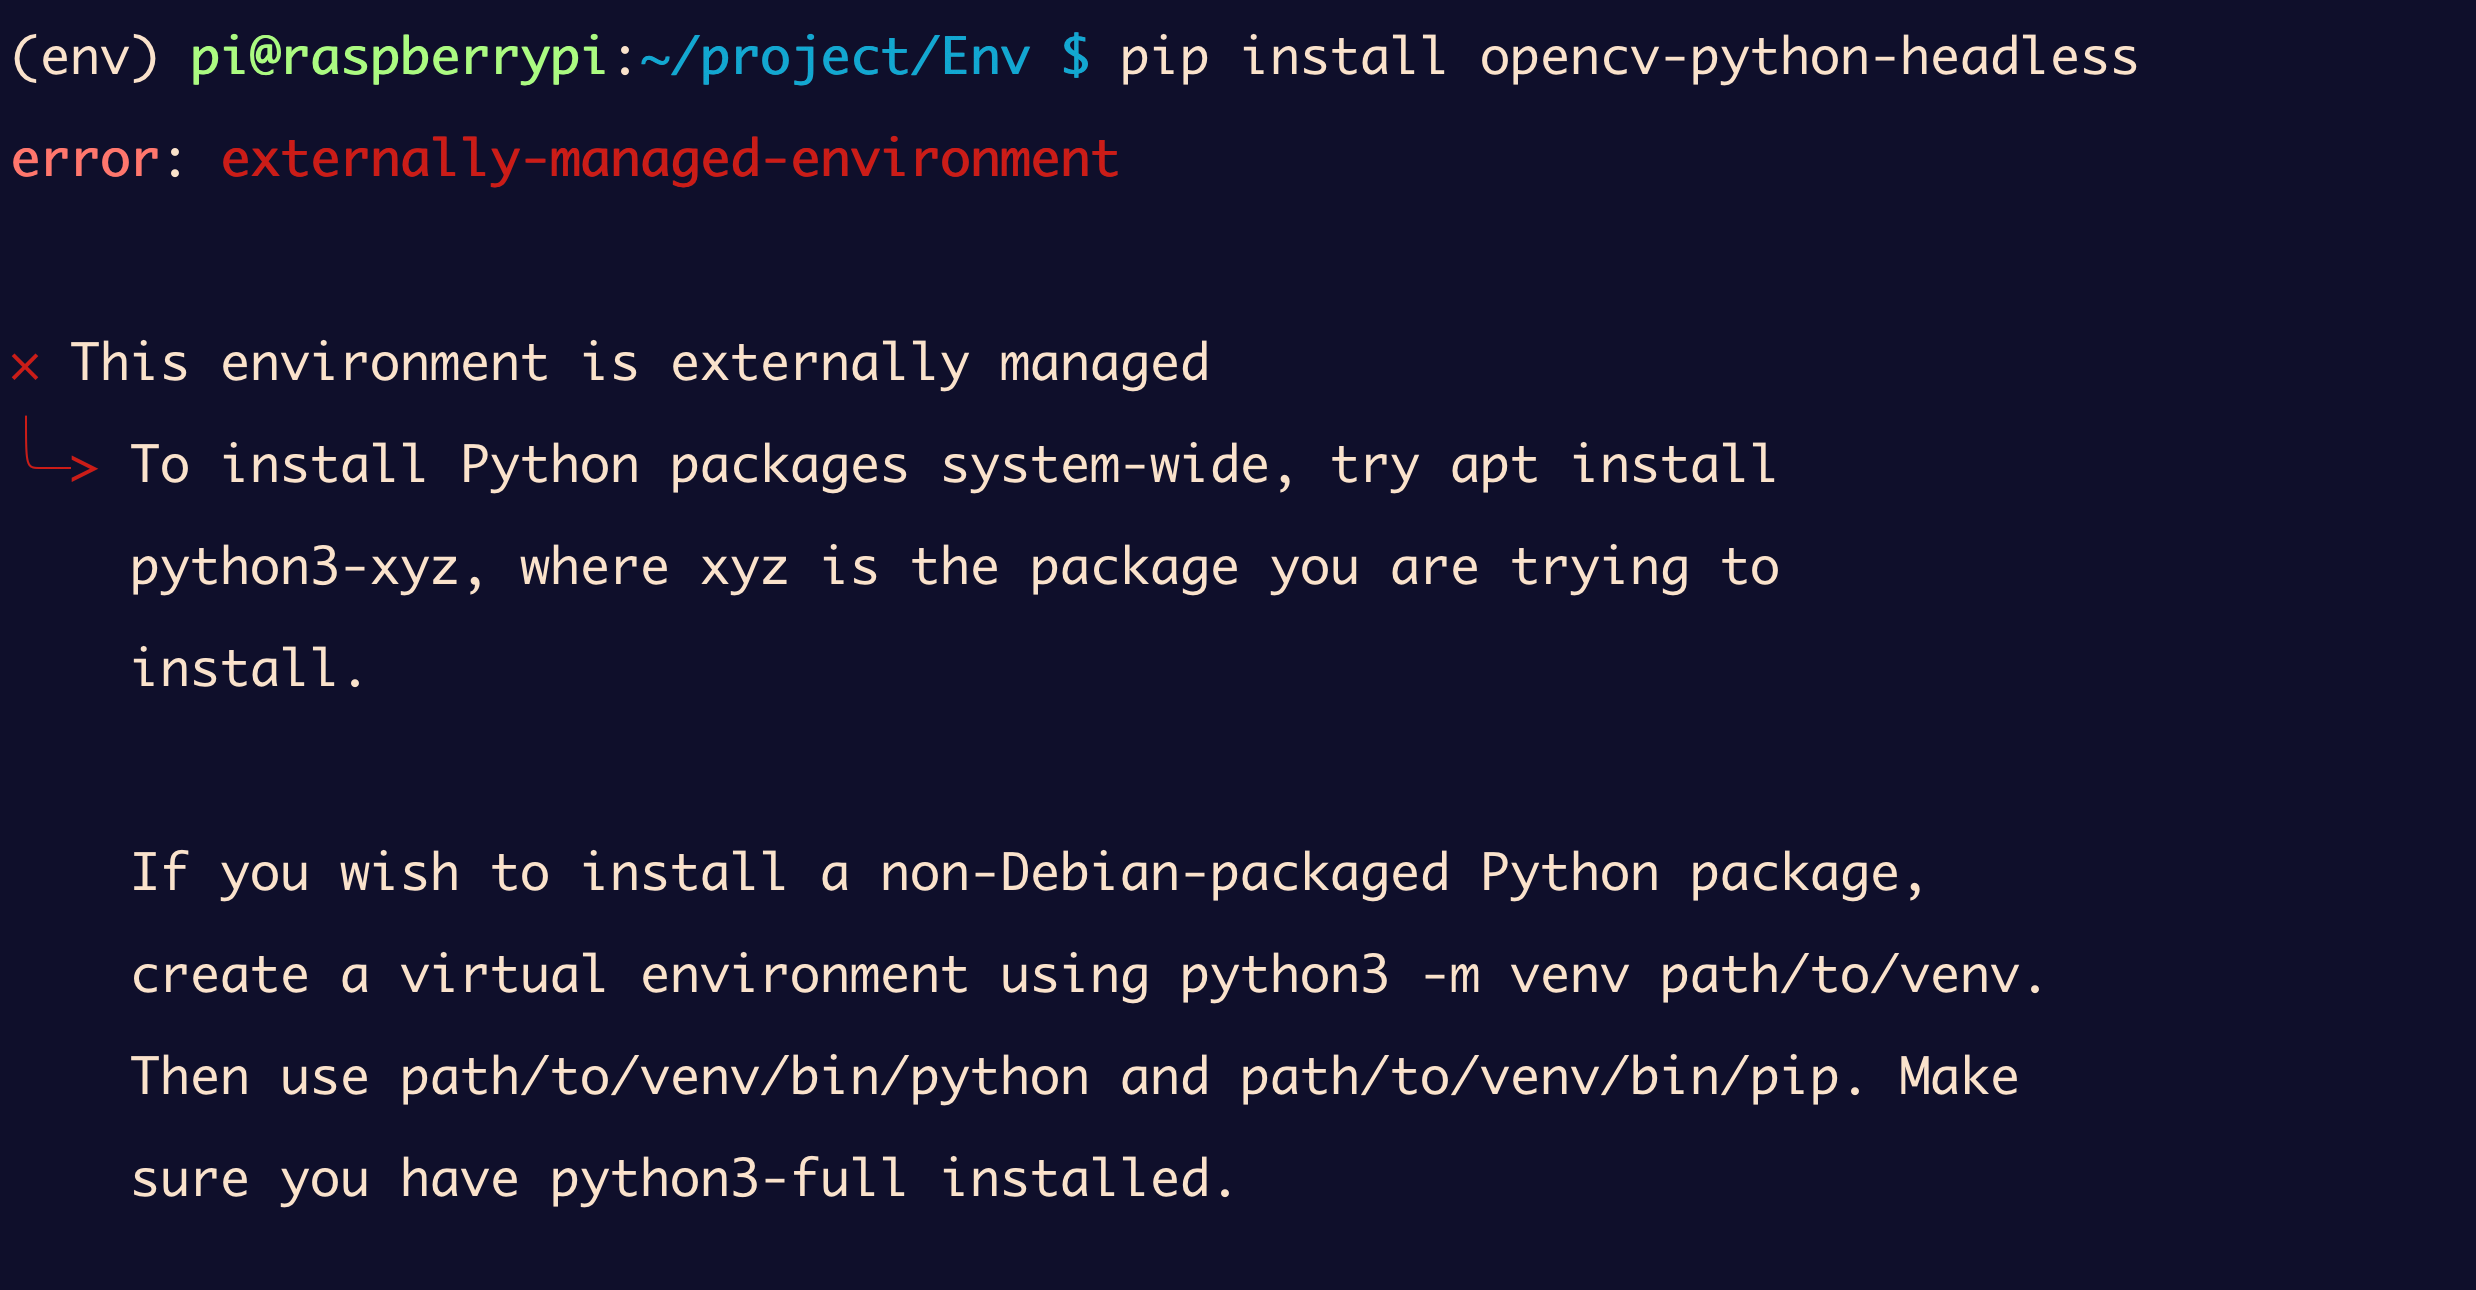 (env) pi@raspberrypi:~/project/Env $ pip install opencv-python-headless
error: externally-managed-environment
× This environment is externally managed
╰─> To install Python packages system-wide, try apt install
python3-xyz, where xyz is the package you are trying to
install.
If you wish to install a non-Debian-packaged Python package,
create a virtual environment using python3 -m venv path/to/venv.
Then use path/to/venv/bin/python and path/to/venv/bin/pip. Make
sure you have python3-full installed.